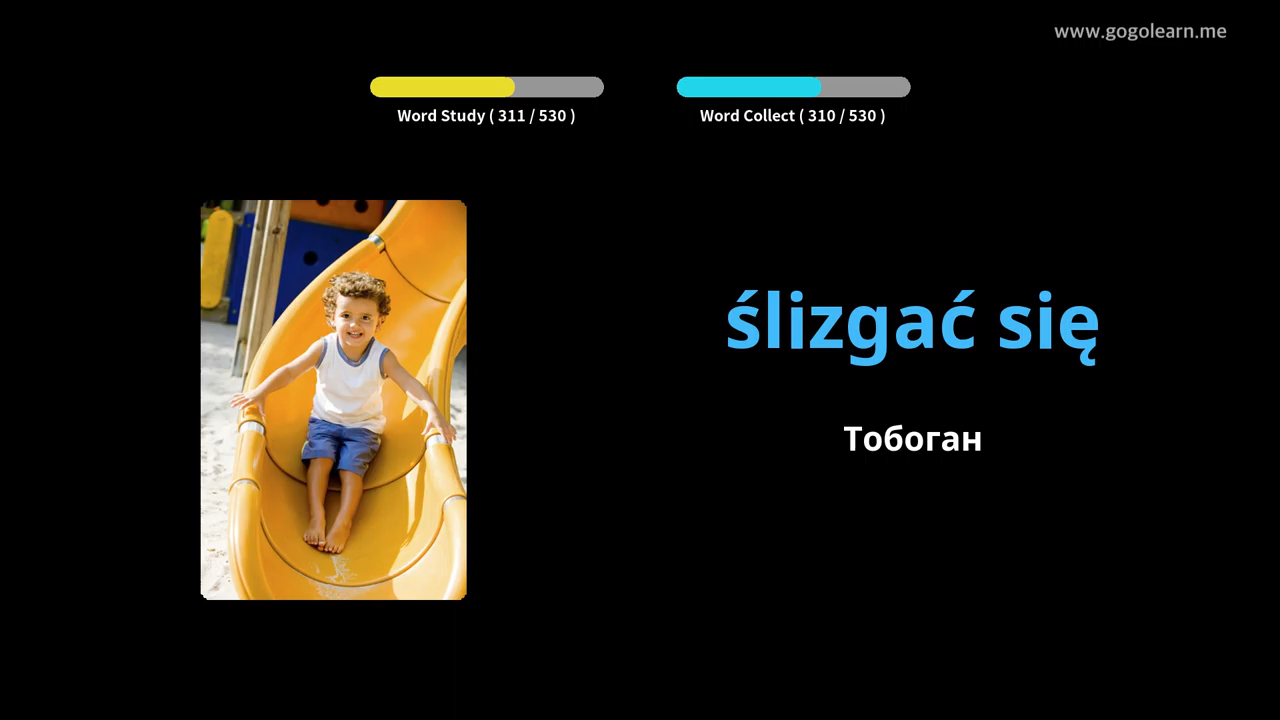 www.gogolearn.me
Word Study ( 311 / 530 )
Word Collect ( 310 / 530 )
ślizgać się
Тобоган